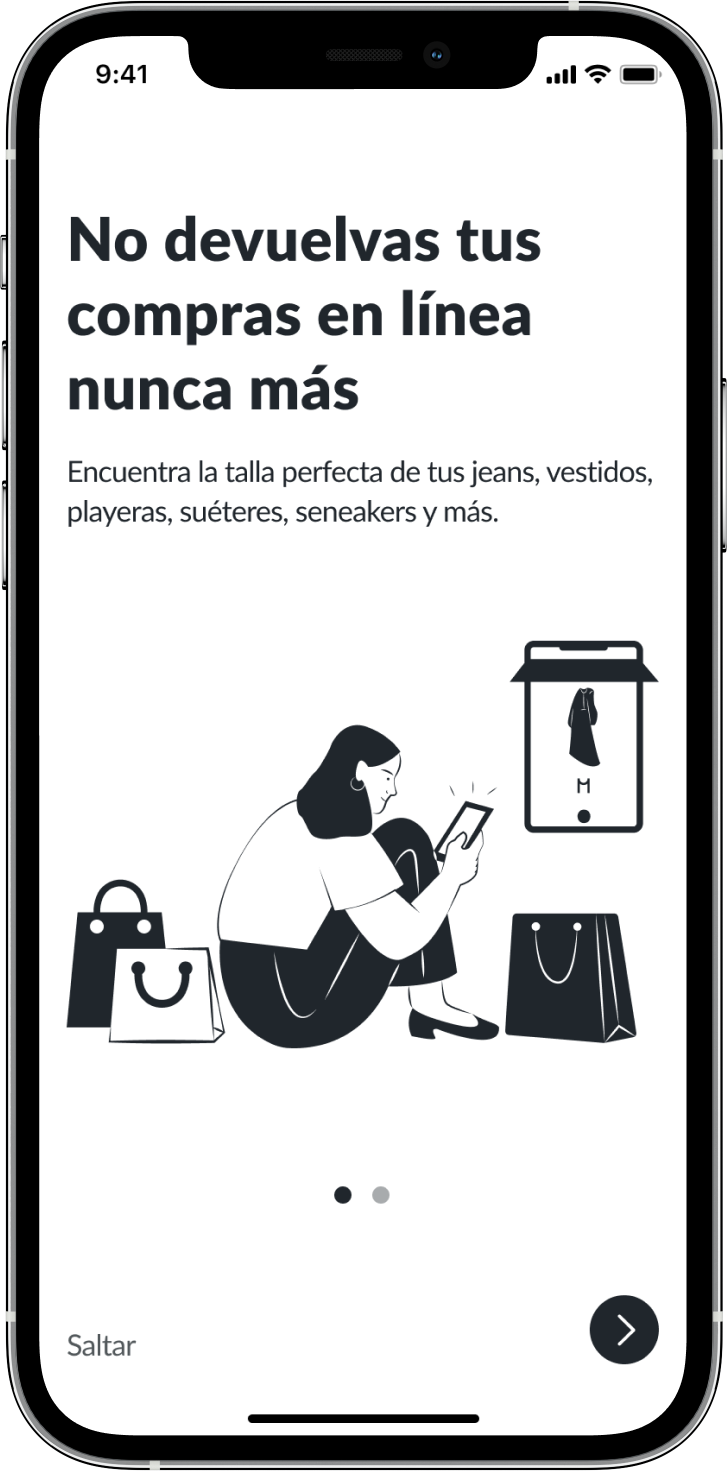 9:41
No devuelvas tus
compras en línea
nunca más
Encuentra la talla perfecta de tus jeans, vestidos,
playeras, suéteres, seneakers y más.
M
Saltar